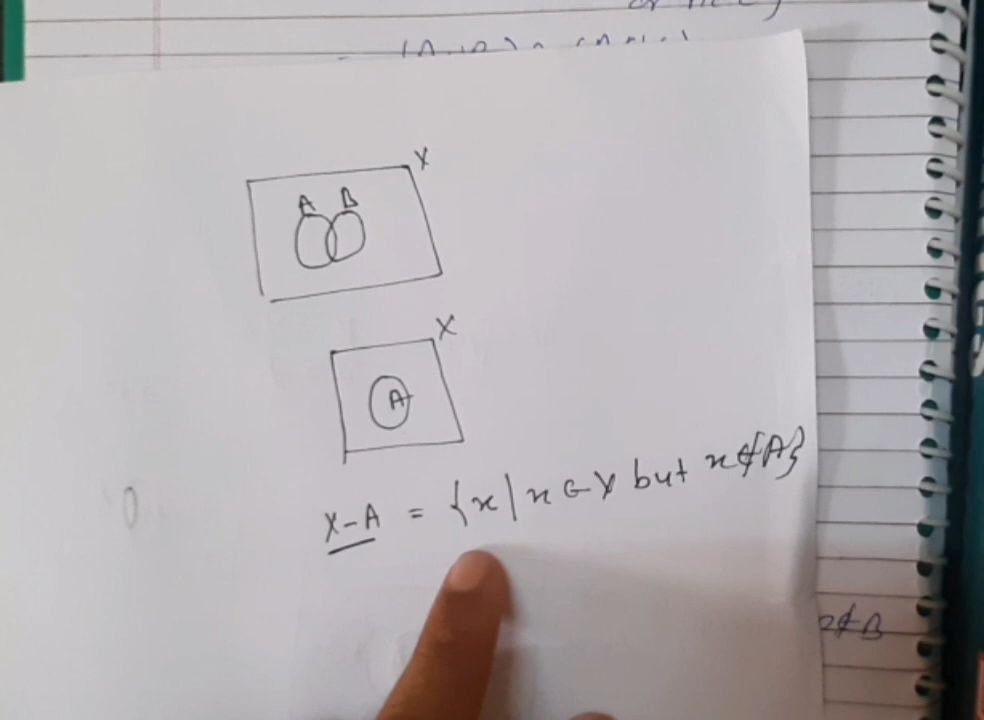 X
A B
X
A
X-A = {x/x∈X but x∉A}
x∉B